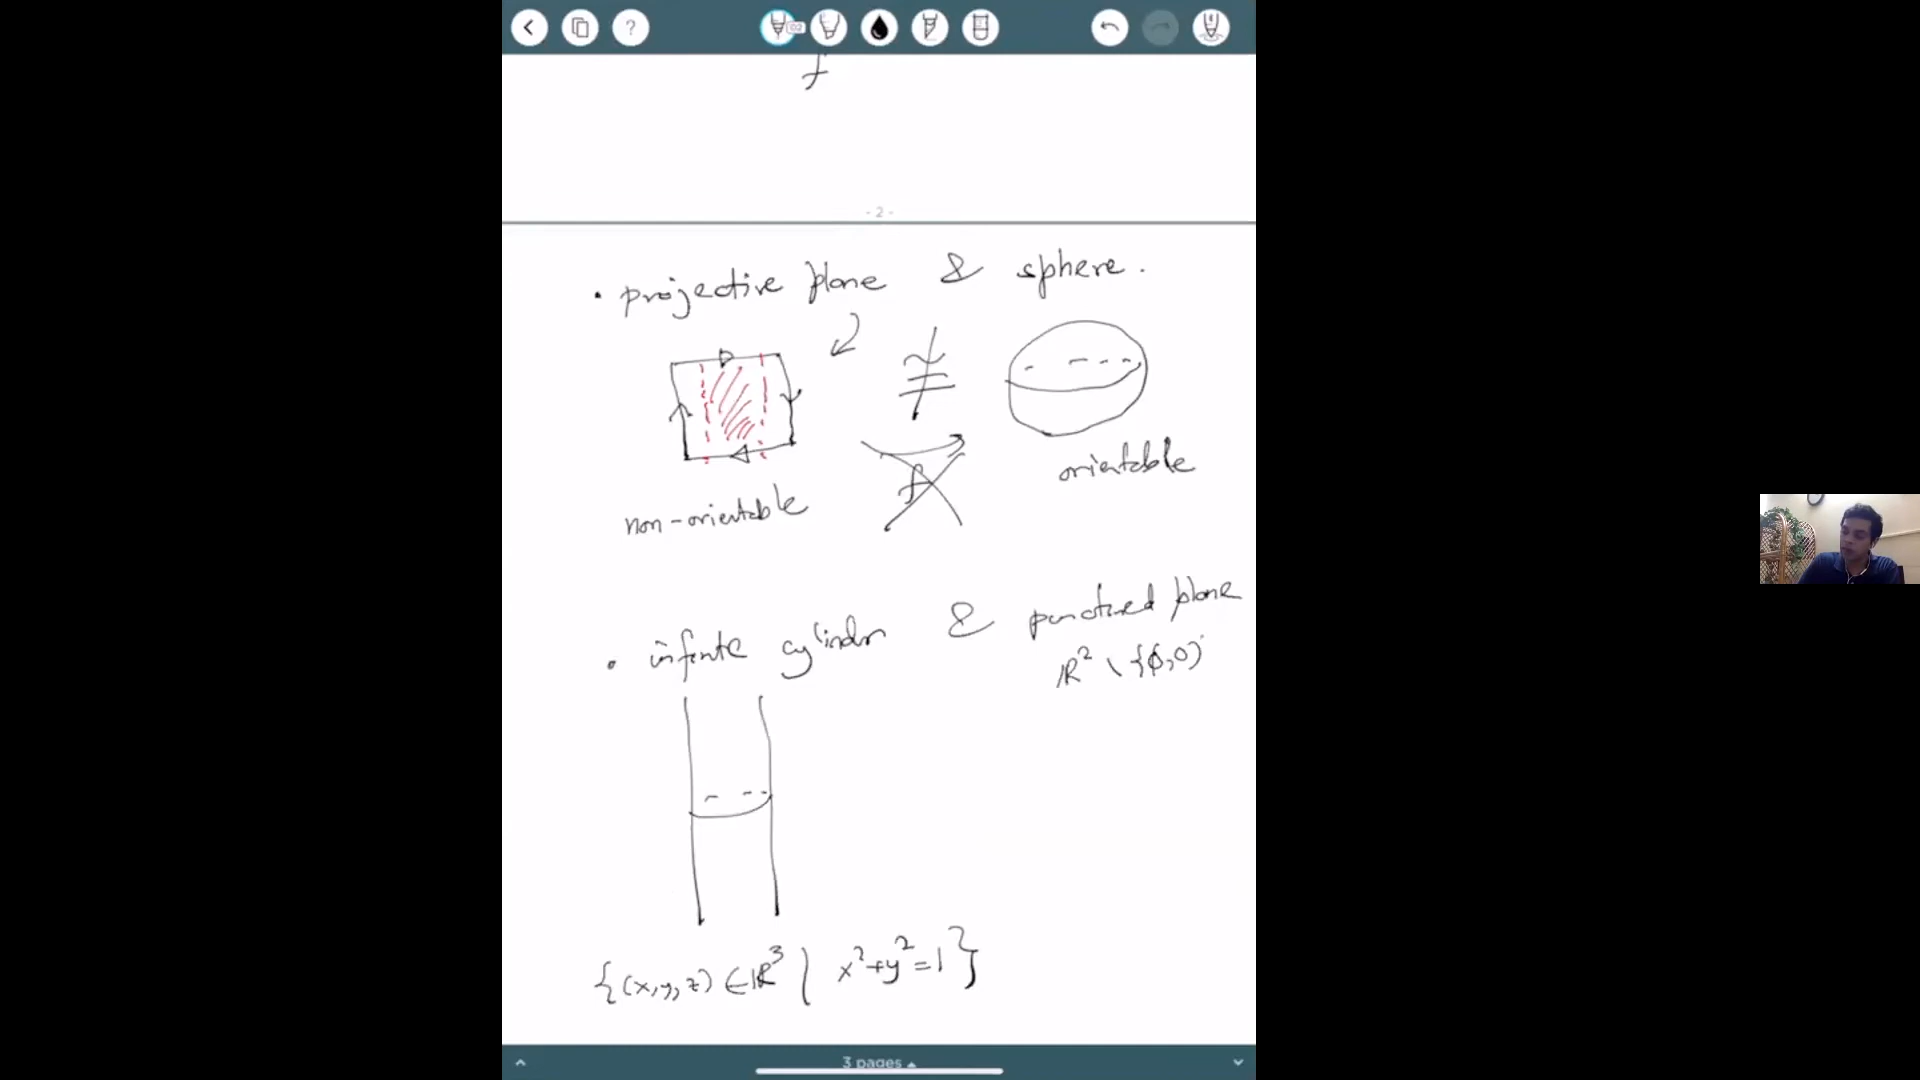 f
- 2 -
• projective plane & sphere.
≇
f
non-orientable
orientable
• infinite cylinder & punctured plane
ℝ² \ {(0,0)
{(x,y,z) ∈ ℝ³ | x²+y²=1}
3 pages